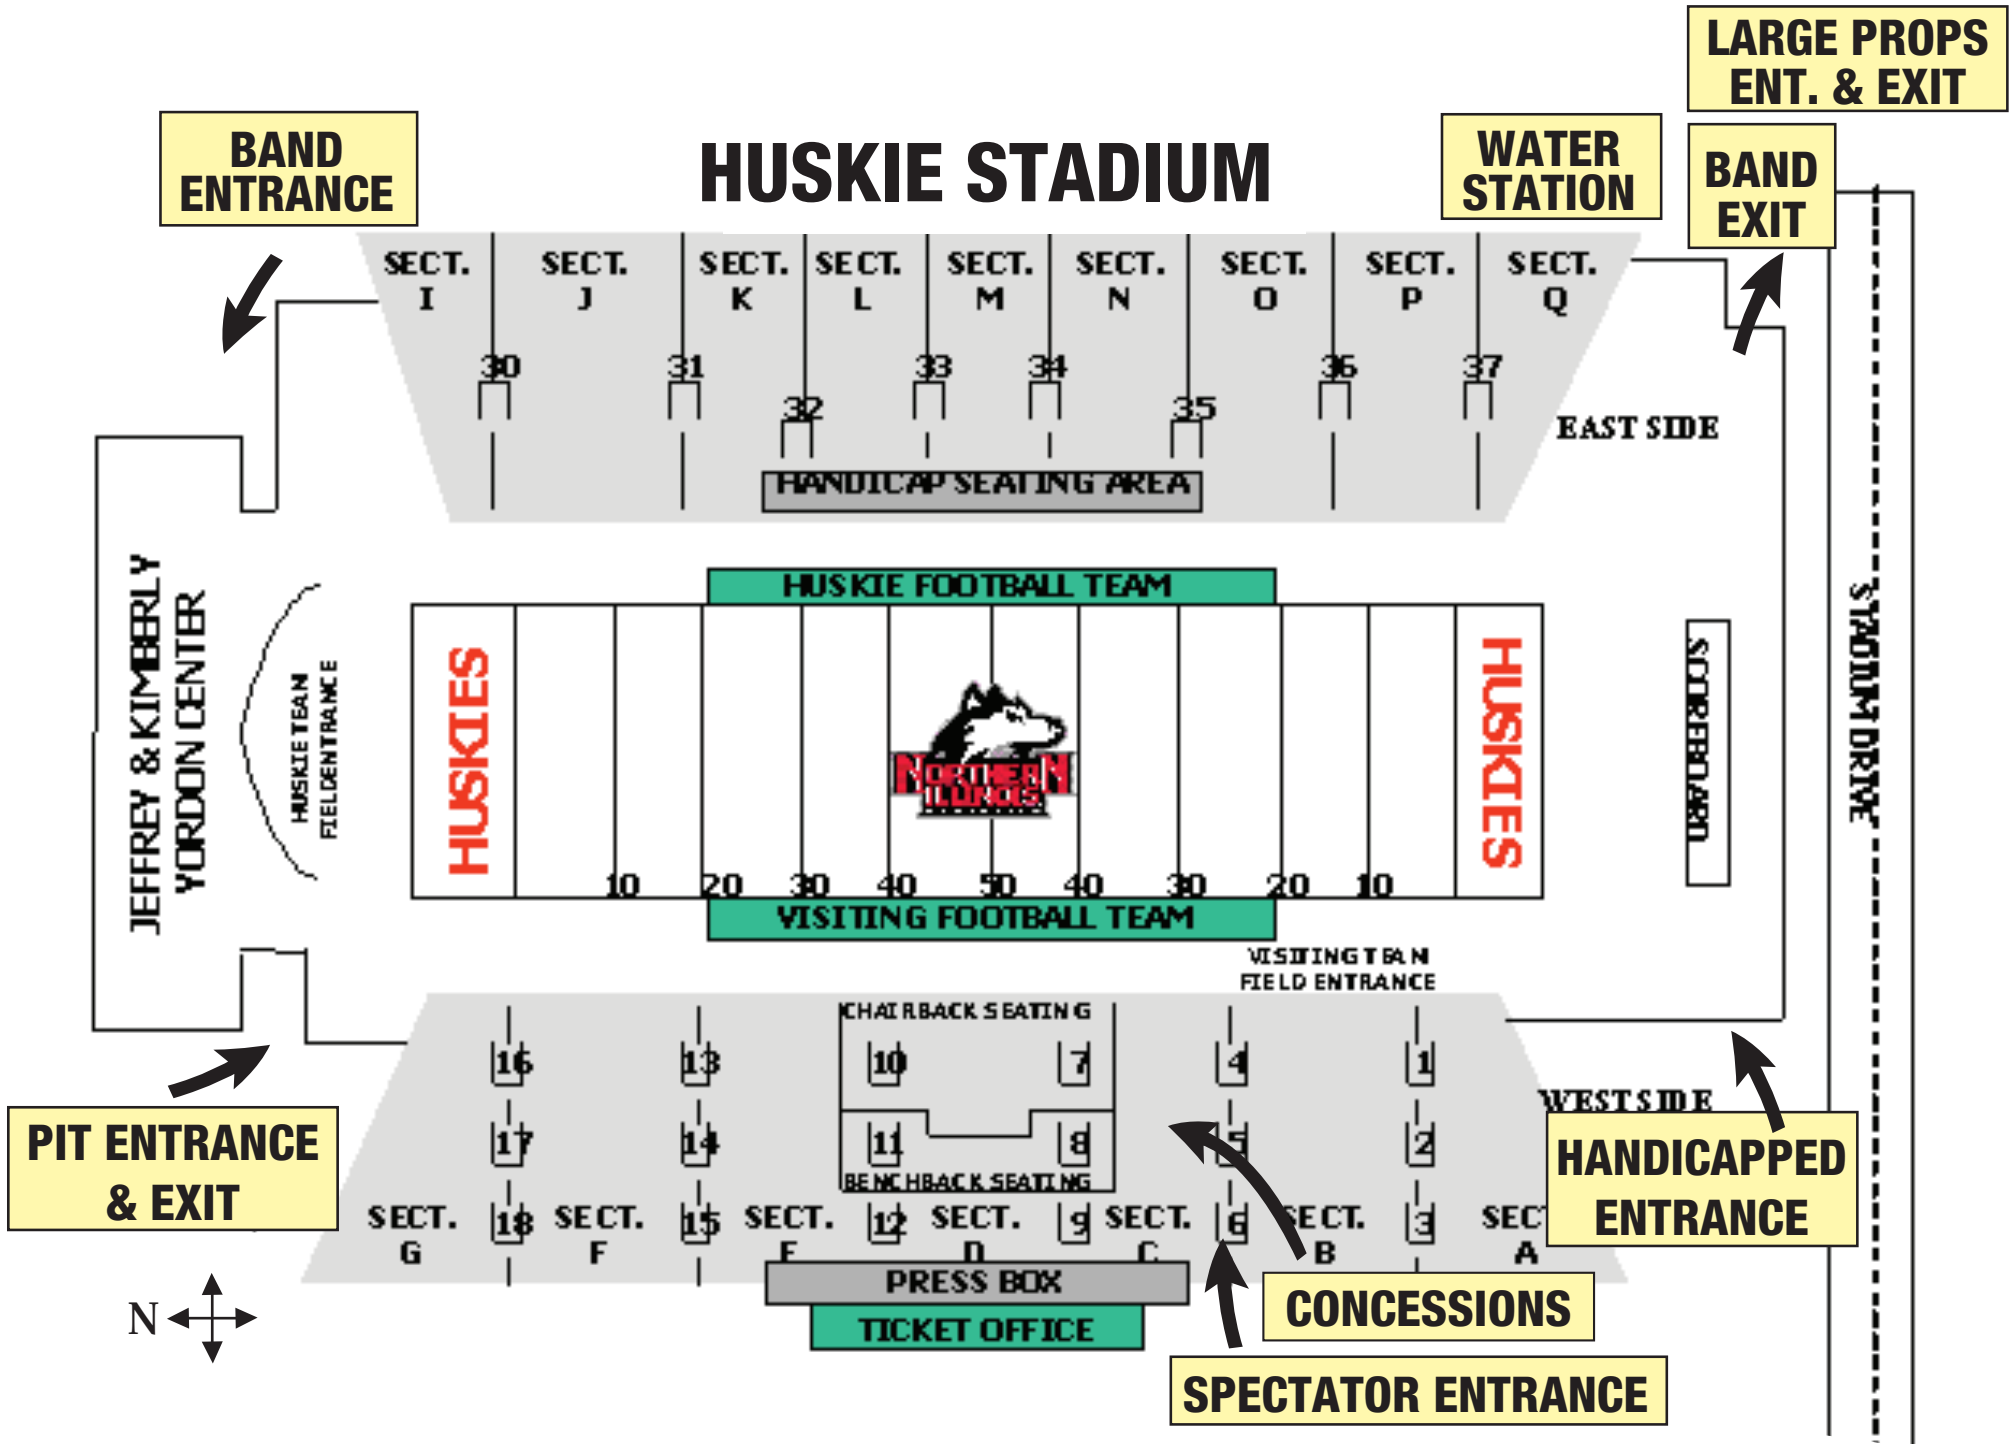 LARGE PROPS
ENT. & EXIT
BAND
ENTRANCE
HUSKIE STADIUM
WATER
STATION
BAND
EXIT
SECT. SECT. SECT. SECT. SECT. SECT. SECT. SECT. SECT.
I J K L M N O P Q
30 31 33 34 36 37
32 35
EAST SIDE
HANDICAP SEATING AREA
HUSKIE FOOTBALL TEAM
JEFFREY & KIMBERLY
YORDON CENTER
HUSKIE TEAN
FIELD ENTRANCE
HUSKIES
NORTHERN
ILLINOIS
HUSKIES
SCOREBOARD
STADIUM DRIVE
10 20 30 40 50 40 30 20 10
VISITING FOOTBALL TEAM
VISITING TEAN
FIELD ENTRANCE
CHAIRBACK SEATING
16 13 10 7 4 1
WEST SIDE
17 14 11 8 5 2
BENCHBACK SEATING
PIT ENTRANCE
& EXIT
HANDICAPPED
ENTRANCE
SECT. 18 SECT. 15 SECT. 12 SECT. 9 SECT. 6 SECT. 3 SECT
G F E D C B A
PRESS BOX
N
CONCESSIONS
TICKET OFFICE
SPECTATOR ENTRANCE